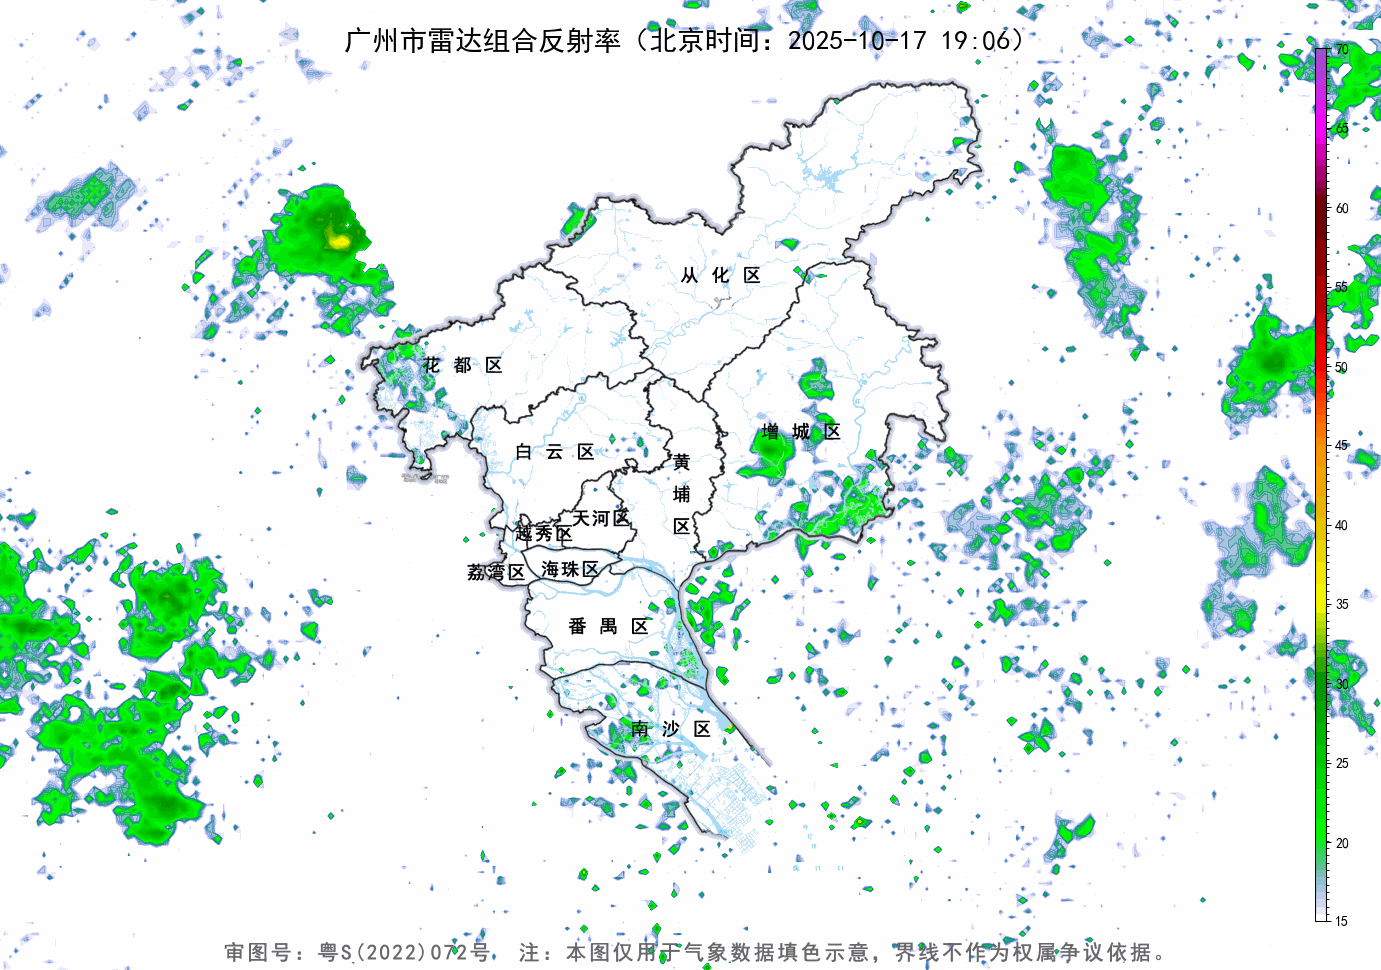 广州市雷达组合反射率（北京时间：2025-10-17 19:06）
70
65
60
55
50
45
40
35
30
25
20
15
从化区
花都区
增城区
白云区
黄埔区
天河区
越秀区
荔湾区
海珠区
番禺区
南沙区
审图号：粤S(2022)072号　注：本图仅用于气象数据填色示意，界线不作为权属争议依据。